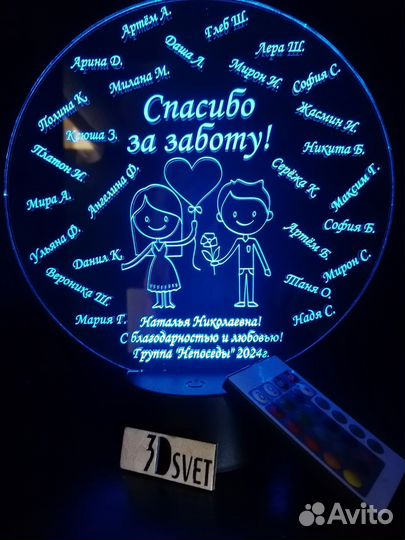 Артём А.
Глеб Ш.
Арина Д.
Даша А.
Лера Ш.
Милана М.
Мирон И.
София С.
Полина К.
Жасмин И.
Ксюша З.
Никита Б.
Платон Н.
Ангелина Ф.
Серёжа К.
Максим Т.
Мира А.
София Б.
Ульяна Ф.
Данил К.
Артём Б.
Мирон С.
Вероника Ш.
Таня О.
Мария Г.
Надя С.
Спасибо
за заботу!
Наталья Николаевна!
С благодарностью и любовью!
Группа "Непоседы" 2024г.
3DSVET
Avito